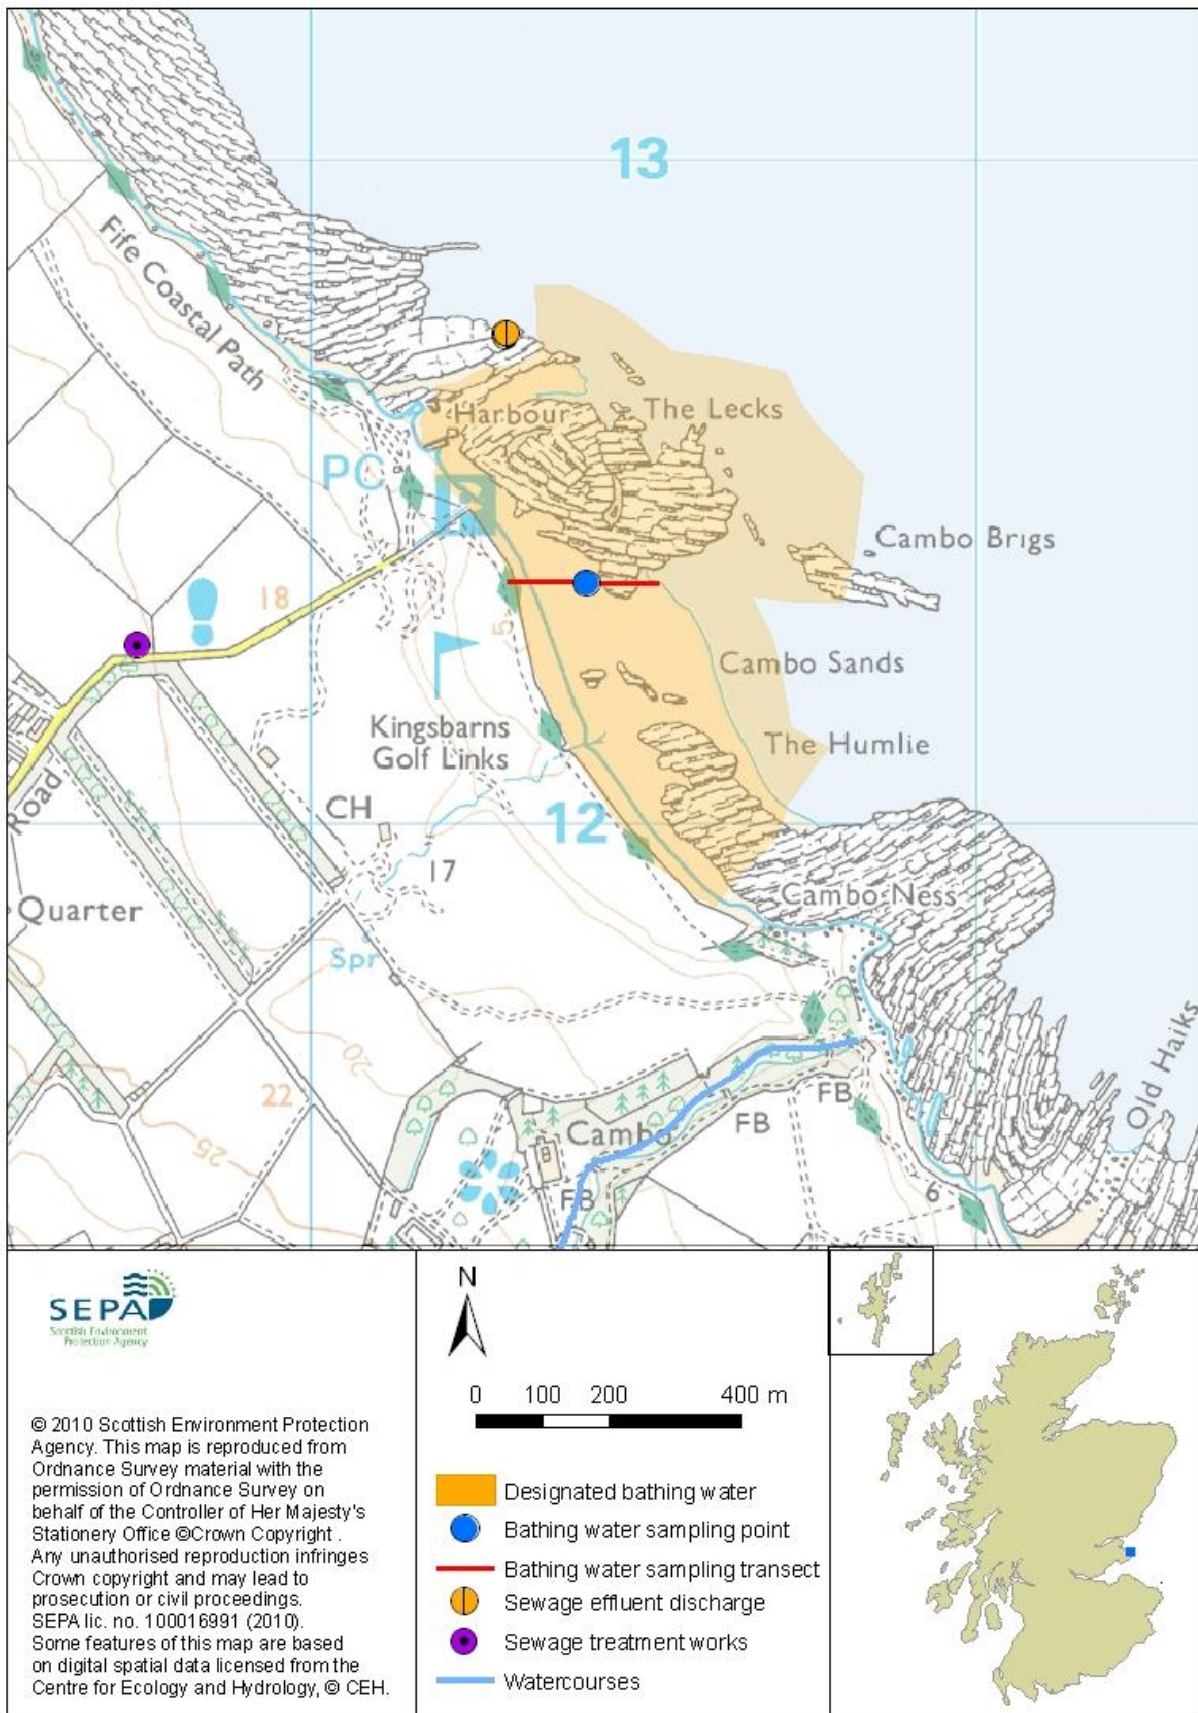 13
Fife Coastal Path
Harbour
The Lecks
PC
P
Cambo Brigs
18
5
Cambo Sands
Kingsbarns
Golf Links
The Humlie
CH
12
17
Road
Quarter
Cambo Ness
Spr
20
22
25
Old Haiks
FB
FB
Cambo
FB
6
SEPA
Scottish Environment
Protection Agency
© 2010 Scottish Environment Protection
Agency. This map is reproduced from
Ordnance Survey material with the
permission of Ordnance Survey on
behalf of the Controller of Her Majesty's
Stationery Office ©Crown Copyright .
Any unauthorised reproduction infringes
Crown copyright and may lead to
prosecution or civil proceedings.
SEPA lic. no. 100016991 (2010).
Some features of this map are based
on digital spatial data licensed from the
Centre for Ecology and Hydrology, © CEH.
N
0 100 200 400 m
Designated bathing water
Bathing water sampling point
Bathing water sampling transect
Sewage effluent discharge
Sewage treatment works
Watercourses